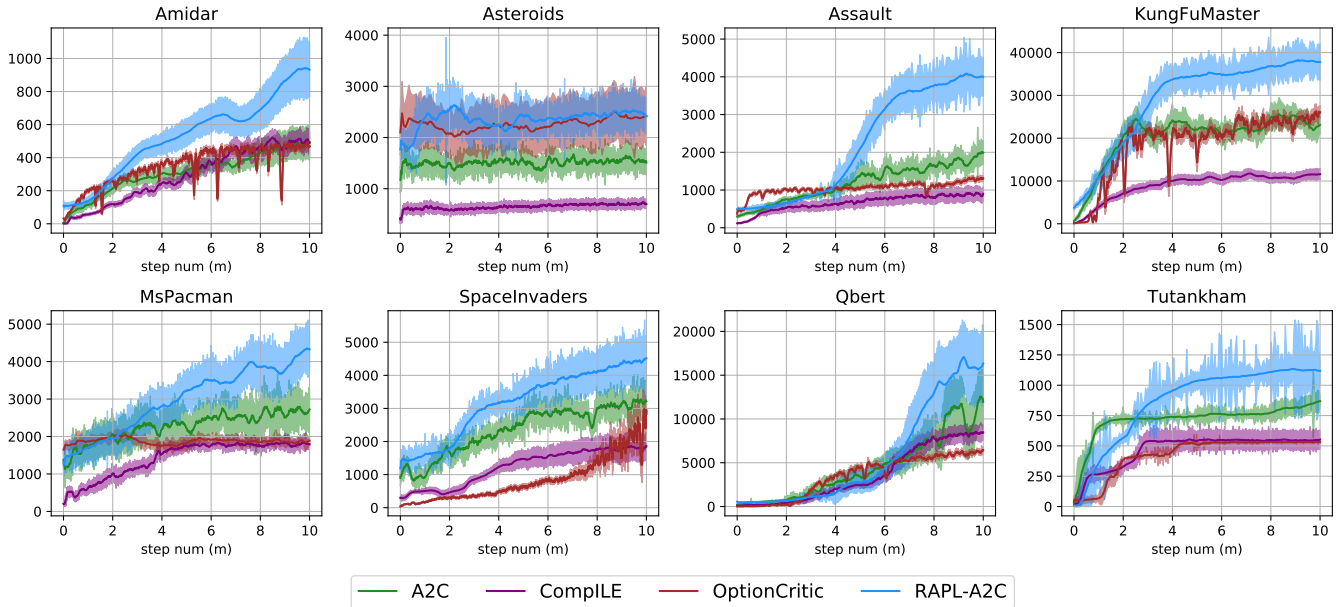 Amidar
1000
800
600
400
200
0
0 2 4 6 8 10
step num (m)
Asteroids
4000
3000
2000
1000
0 2 4 6 8 10
step num (m)
Assault
5000
4000
3000
2000
1000
0
0 2 4 6 8 10
step num (m)
KungFuMaster
40000
30000
20000
10000
0
0 2 4 6 8 10
step num (m)
MsPacman
5000
4000
3000
2000
1000
0
0 2 4 6 8 10
step num (m)
SpaceInvaders
5000
4000
3000
2000
1000
0
0 2 4 6 8 10
step num (m)
Qbert
20000
15000
10000
5000
0
0 2 4 6 8 10
step num (m)
Tutankham
1500
1250
1000
750
500
250
0
0 2 4 6 8 10
step num (m)
A2C CompILE OptionCritic RAPL-A2C